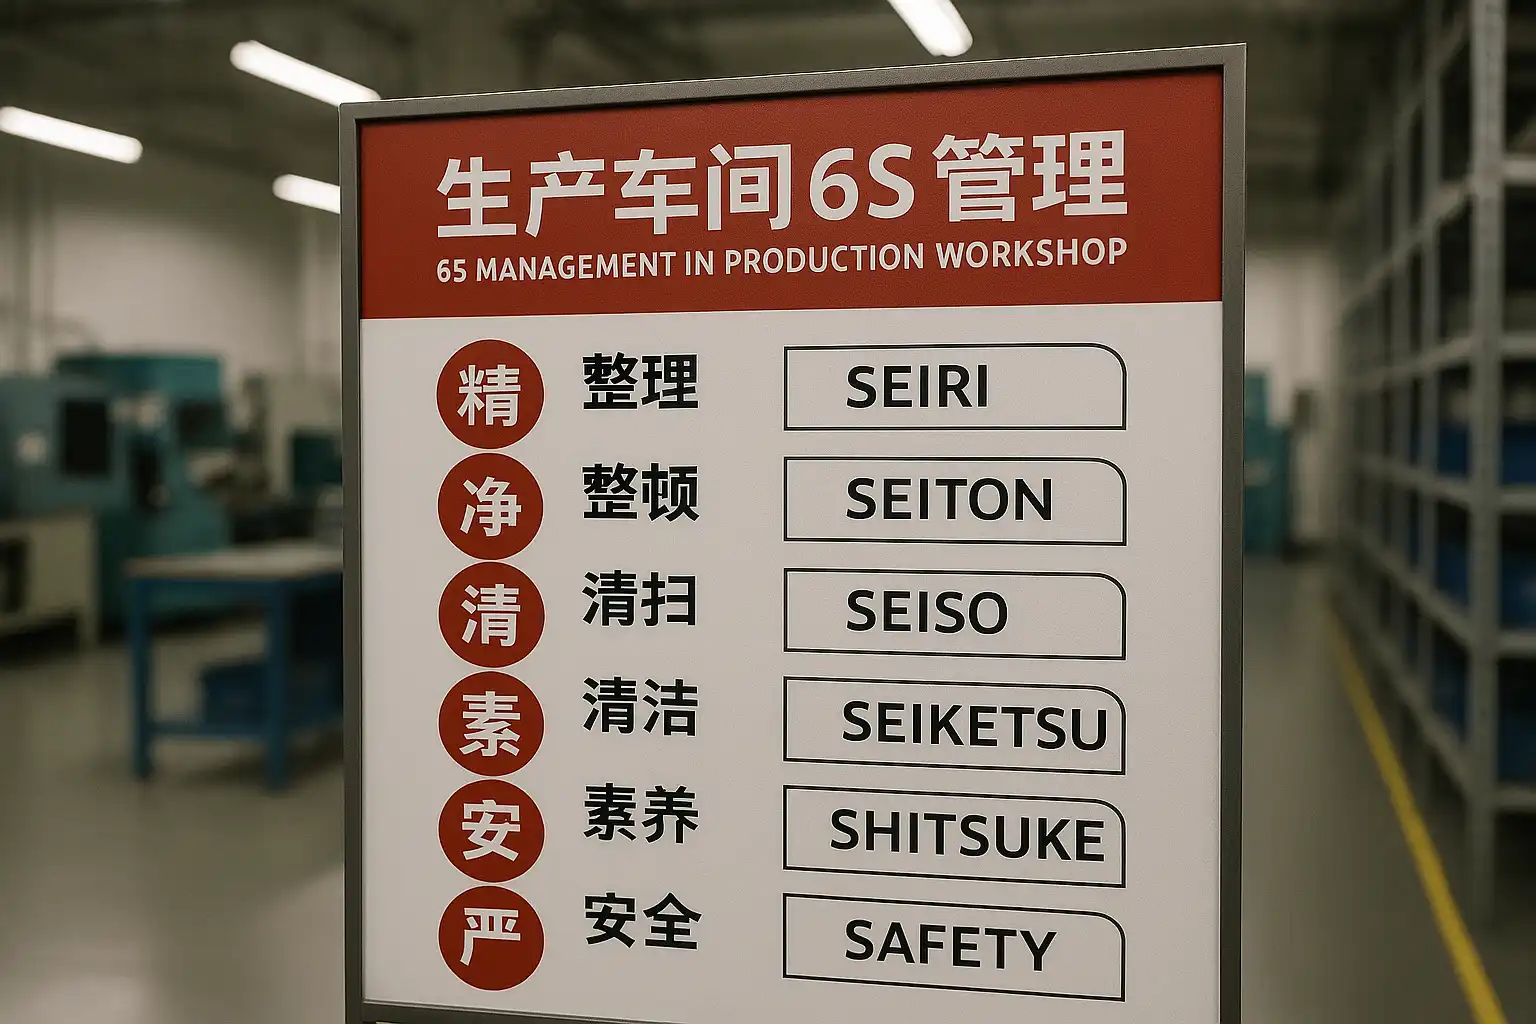 生产车间6S管理
65 MANAGEMENT IN PRODUCTION WORKSHOP
精 整理 SEIRI
净 整顿 SEITON
清 清扫 SEISO
素 清洁 SEIKETSU
安 素养 SHITSUKE
严 安全 SAFETY